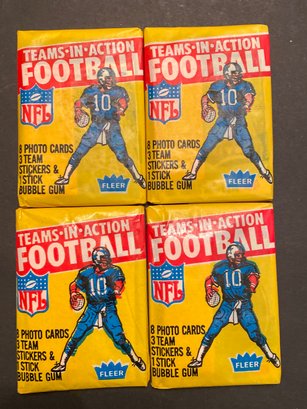 TEAMS-IN-ACTION
FOOTBALL
NFL
10
8 PHOTO CARDS
3 TEAM
STICKERS &
1 STICK
BUBBLE GUM
FLEER
TEAMS-IN-ACTION
FOOTBALL
NFL
10
8 PHOTO CARDS
3 TEAM
STICKERS &
1 STICK
BUBBLE GUM
FLEER
TEAMS-IN-ACTION
FOOTBALL
NFL
10
8 PHOTO CARDS
3 TEAM
STICKERS &
1 STICK
BUBBLE GUM
FLEER
TEAMS-IN-ACTION
FOOTBALL
NFL
10
8 PHOTO CARDS
3 TEAM
STICKERS &
1 STICK
BUBBLE GUM
FLEER